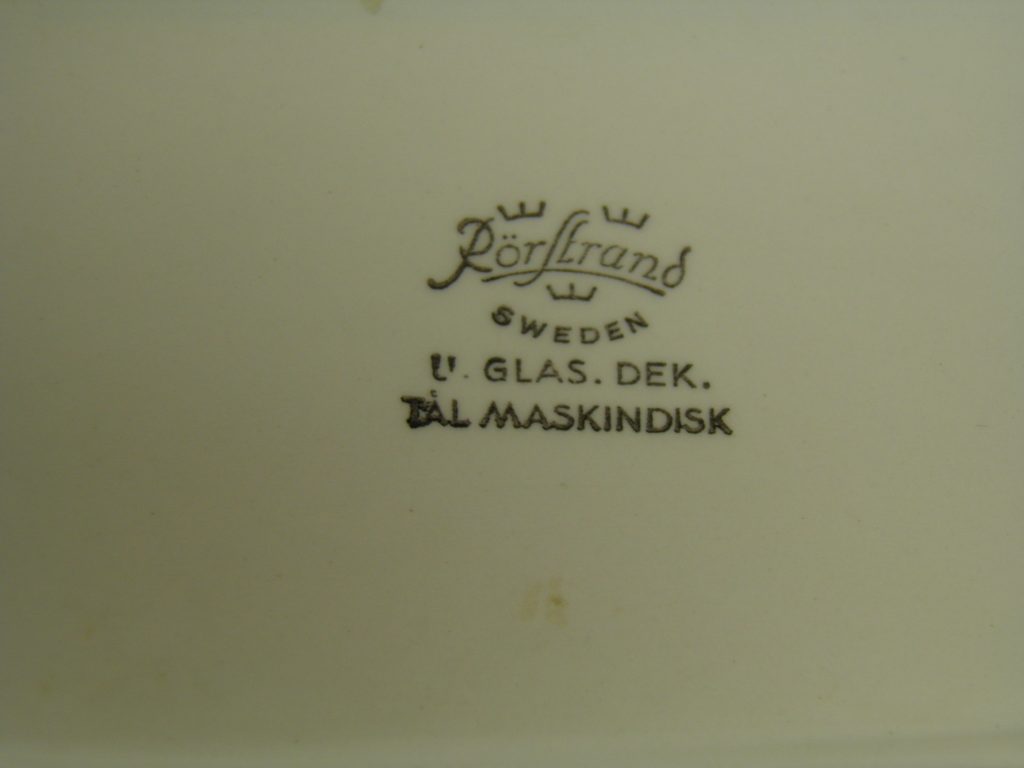 Rörstrand
SWEDEN
U. GLAS. DEK.
TÅL MASKINDISK